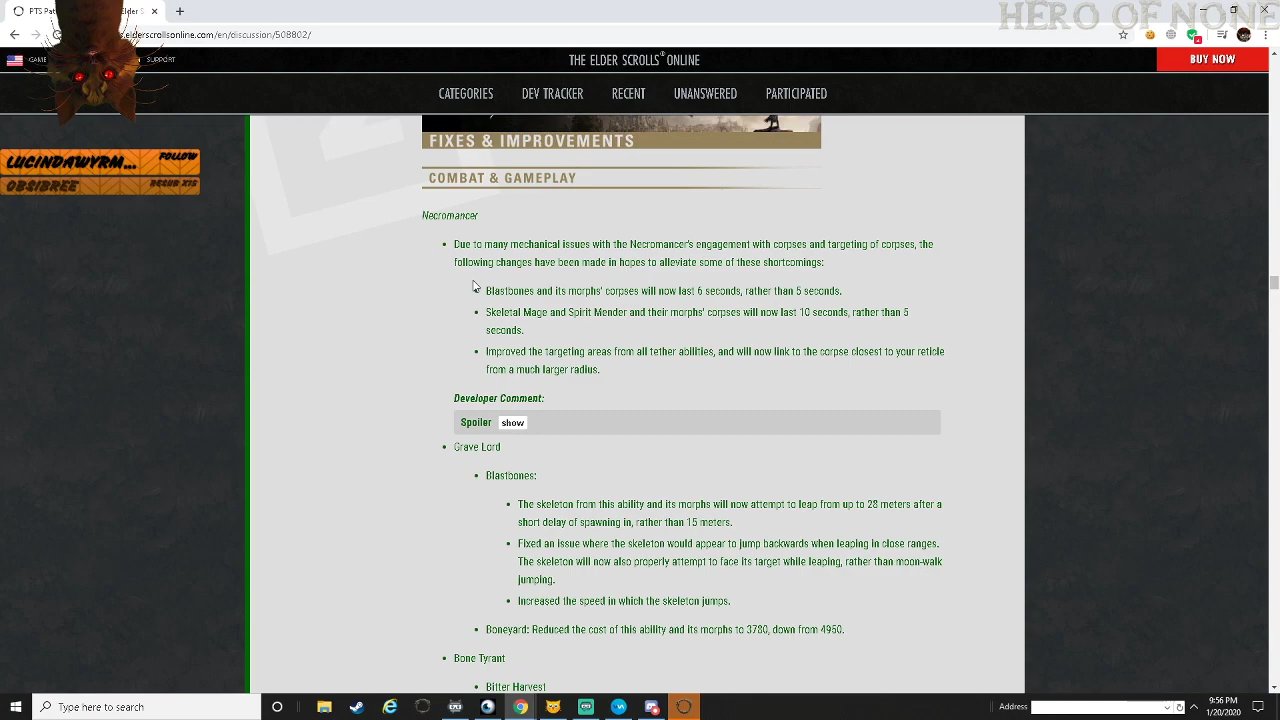 HERO OF NONE
PTS Pat
Elder S
derscrollsonline.com/en/discussion/508802/
GAME
SUPPORT
THE ELDER SCROLLS® ONLINE
BUY NOW
CATEGORIES DEV TRACKER RECENT UNANSWERED PARTICIPATED
LUCINDAWYRM... FOLLOW
OBSIBREE RESUB X15
FIXES & IMPROVEMENTS
COMBAT & GAMEPLAY
Necromancer
Due to many mechanical issues with the Necromancer's engagement with corpses and targeting of corpses, the
following changes have been made in hopes to alleviate some of these shortcomings:
Blastbones and its morphs' corpses will now last 6 seconds, rather than 5 seconds.
Skeletal Mage and Spirit Mender and their morphs' corpses will now last 10 seconds, rather than 5
seconds.
Improved the targeting areas from all tether abilities, and will now link to the corpse closest to your reticle
from a much larger radius.
Developer Comment:
Spoiler show
Grave Lord
Blastbones:
The skeleton from this ability and its morphs will now attempt to leap from up to 28 meters after a
short delay of spawning in, rather than 15 meters.
Fixed an issue where the skeleton would appear to jump backwards when leaping in close ranges.
The skeleton will now also properly attempt to face its target while leaping, rather than moon-walk
jumping.
Increased the speed in which the skeleton jumps.
Boneyard: Reduced the cost of this ability and its morphs to 3780, down from 4950.
Bone Tyrant
Bitter Harvest
Type here to search
Address
9:56 PM
1/20/2020